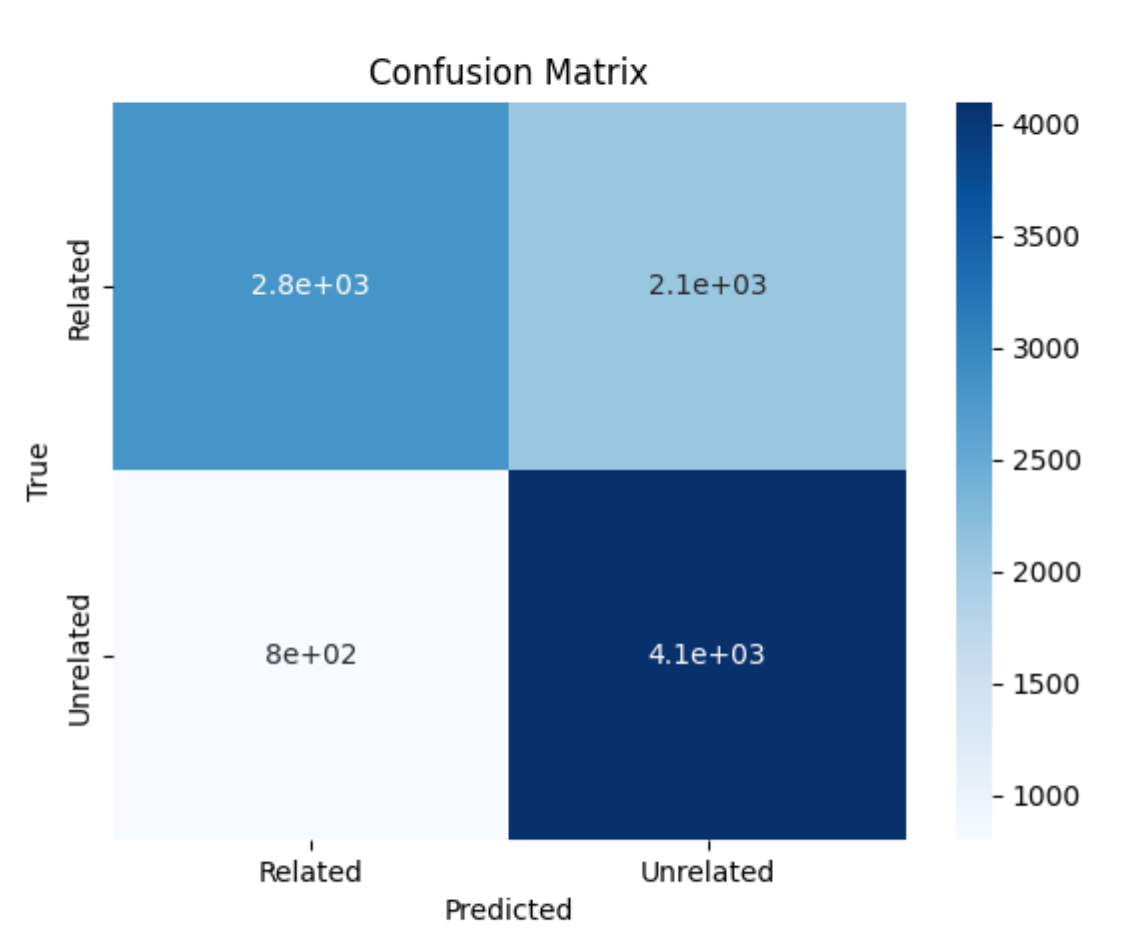 Confusion Matrix
Related
2.8e+03
2.1e+03
True
Unrelated
8e+02
4.1e+03
Related
Unrelated
Predicted
4000
3500
3000
2500
2000
1500
1000